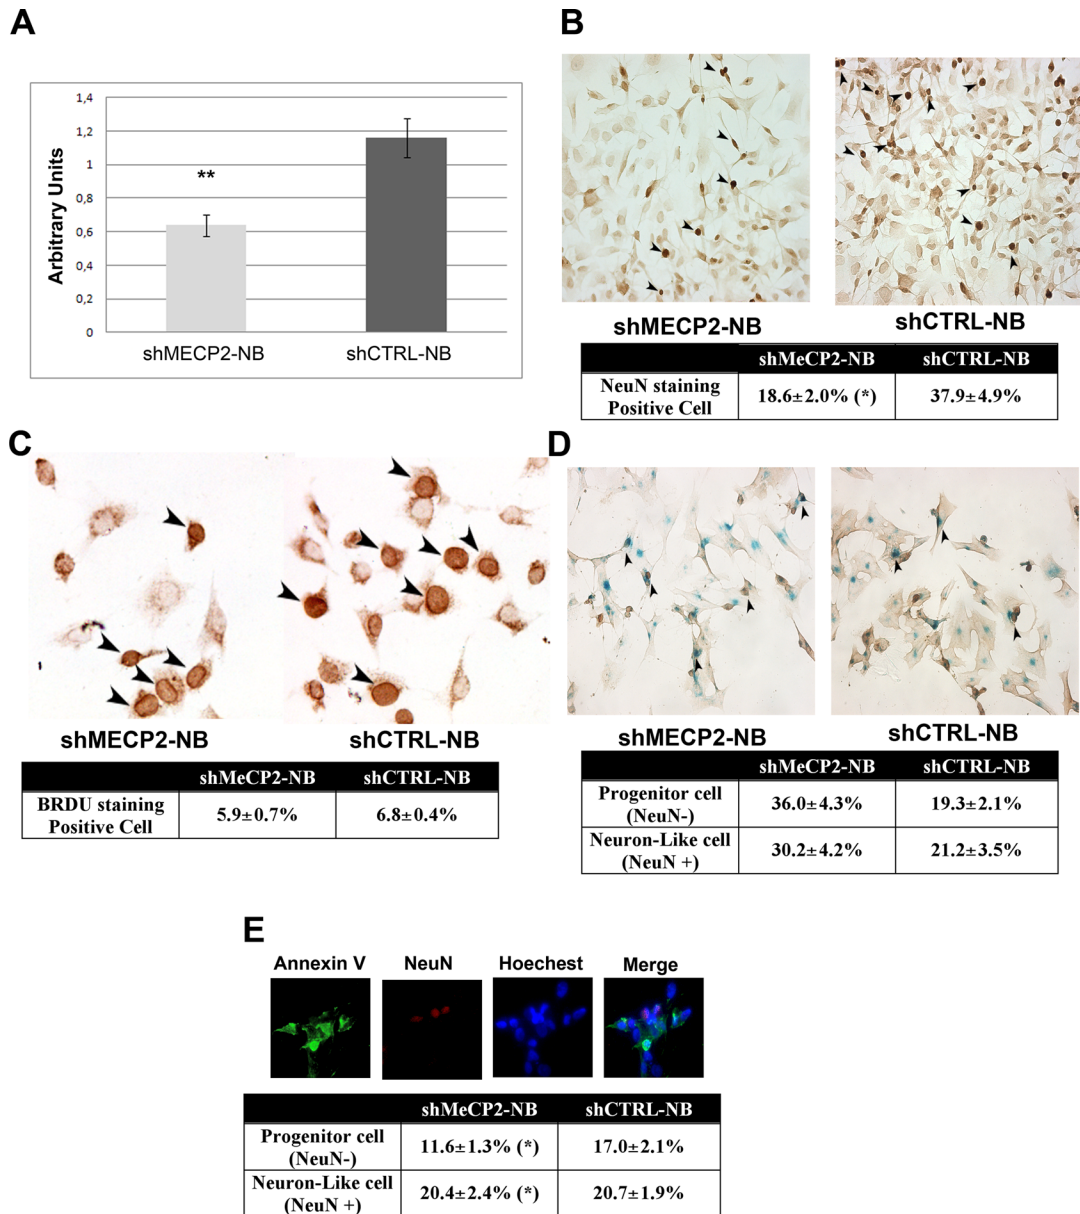 A
Arbitrary Units
1,4
1,2
1
0,8
0,6
0,4
0,2
0
**
shMECP2-NB
shCTRL-NB
B
shMECP2-NB
shCTRL-NB
shMeCP2-NB
shCTRL-NB
NeuN staining
Positive Cell
18.6±2.0% (*)
37.9±4.9%
C
shMECP2-NB
shCTRL-NB
shMeCP2-NB
shCTRL-NB
BRDU staining
Positive Cell
5.9±0.7%
6.8±0.4%
D
shMECP2-NB
shCTRL-NB
shMeCP2-NB
shCTRL-NB
Progenitor cell
(NeuN-)
36.0±4.3%
19.3±2.1%
Neuron-Like cell
(NeuN +)
30.2±4.2%
21.2±3.5%
E
Annexin V
NeuN
Hoechest
Merge
shMeCP2-NB
shCTRL-NB
Progenitor cell
(NeuN-)
11.6±1.3% (*)
17.0±2.1%
Neuron-Like cell
(NeuN +)
20.4±2.4% (*)
20.7±1.9%